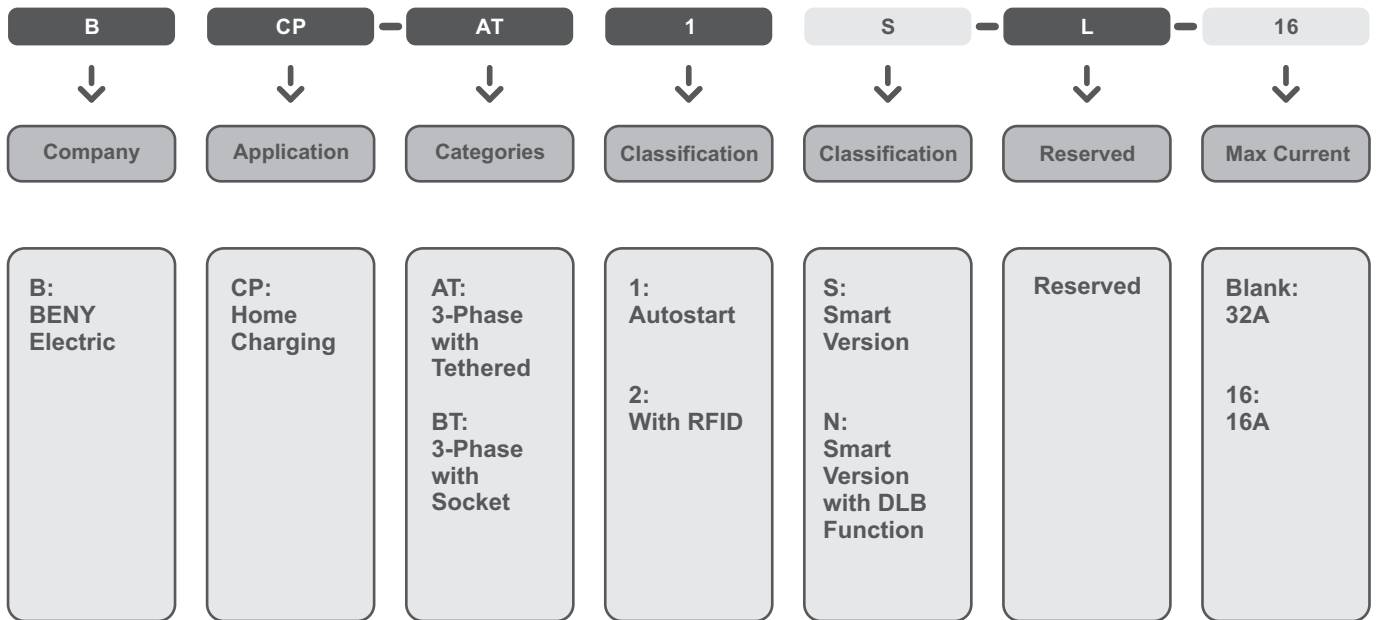 B CP - AT 1 S - L - 16
Company Application Categories Classification Classification Reserved Max Current
B:
BENY
Electric
CP:
Home
Charging
AT:
3-Phase
with
Tethered
BT:
3-Phase
with
Socket
1:
Autostart
2:
With RFID
S:
Smart
Version
N:
Smart
Version
with DLB
Function
Reserved
Blank:
32A
16:
16A